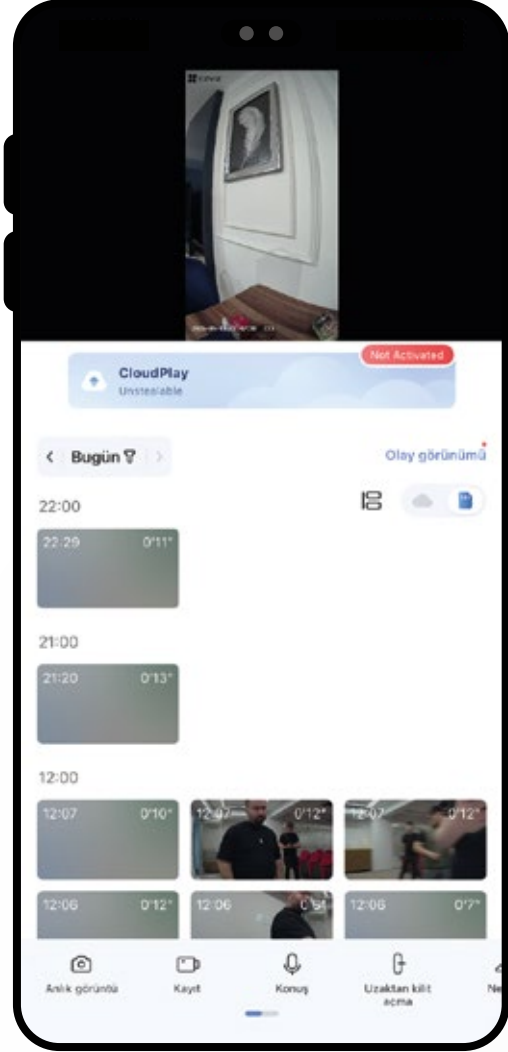 Not Activated
CloudPlay
Unstealable
Bugün
Olay görünümü
22:00
22:29 0'11"
21:00
21:20 0'13"
12:00
12:07 0'10" 12:07 0'12" 12:07 0'12"
12:06 0'12" 12:06 12:06 0'7"
Anlık görüntü Kayıt Konuş Uzaktan kilit açma